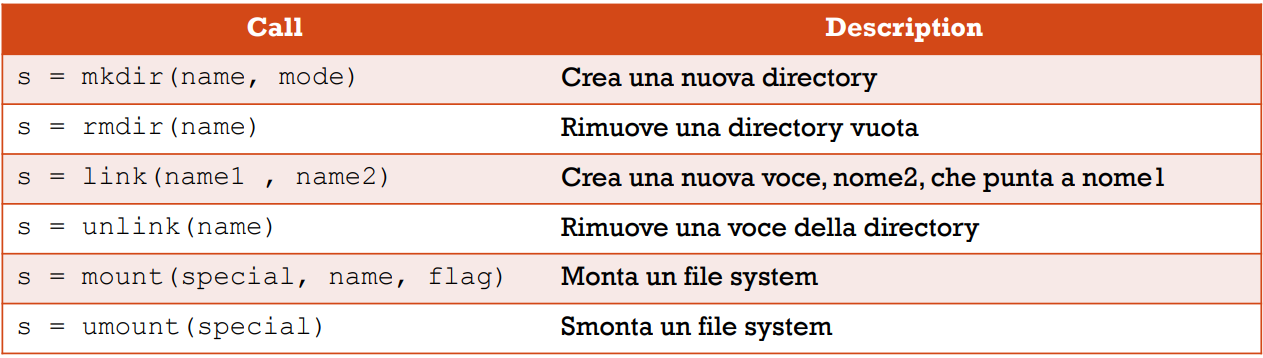 Call Description
s = mkdir(name, mode) Crea una nuova directory
s = rmdir(name) Rimuove una directory vuota
s = link(name1 , name2) Crea una nuova voce, nome2, che punta a nome1
s = unlink(name) Rimuove una voce della directory
s = mount(special, name, flag) Monta un file system
s = umount(special) Smonta un file system